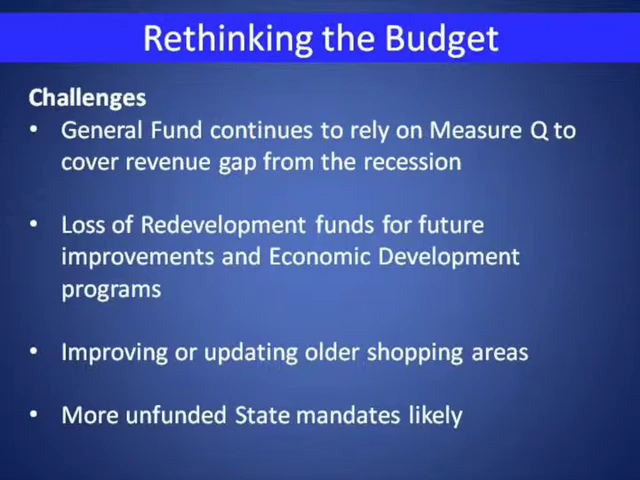 Rethinking the Budget
Challenges
• General Fund continues to rely on Measure Q to
cover revenue gap from the recession
• Loss of Redevelopment funds for future
improvements and Economic Development
programs
• Improving or updating older shopping areas
• More unfunded State mandates likely